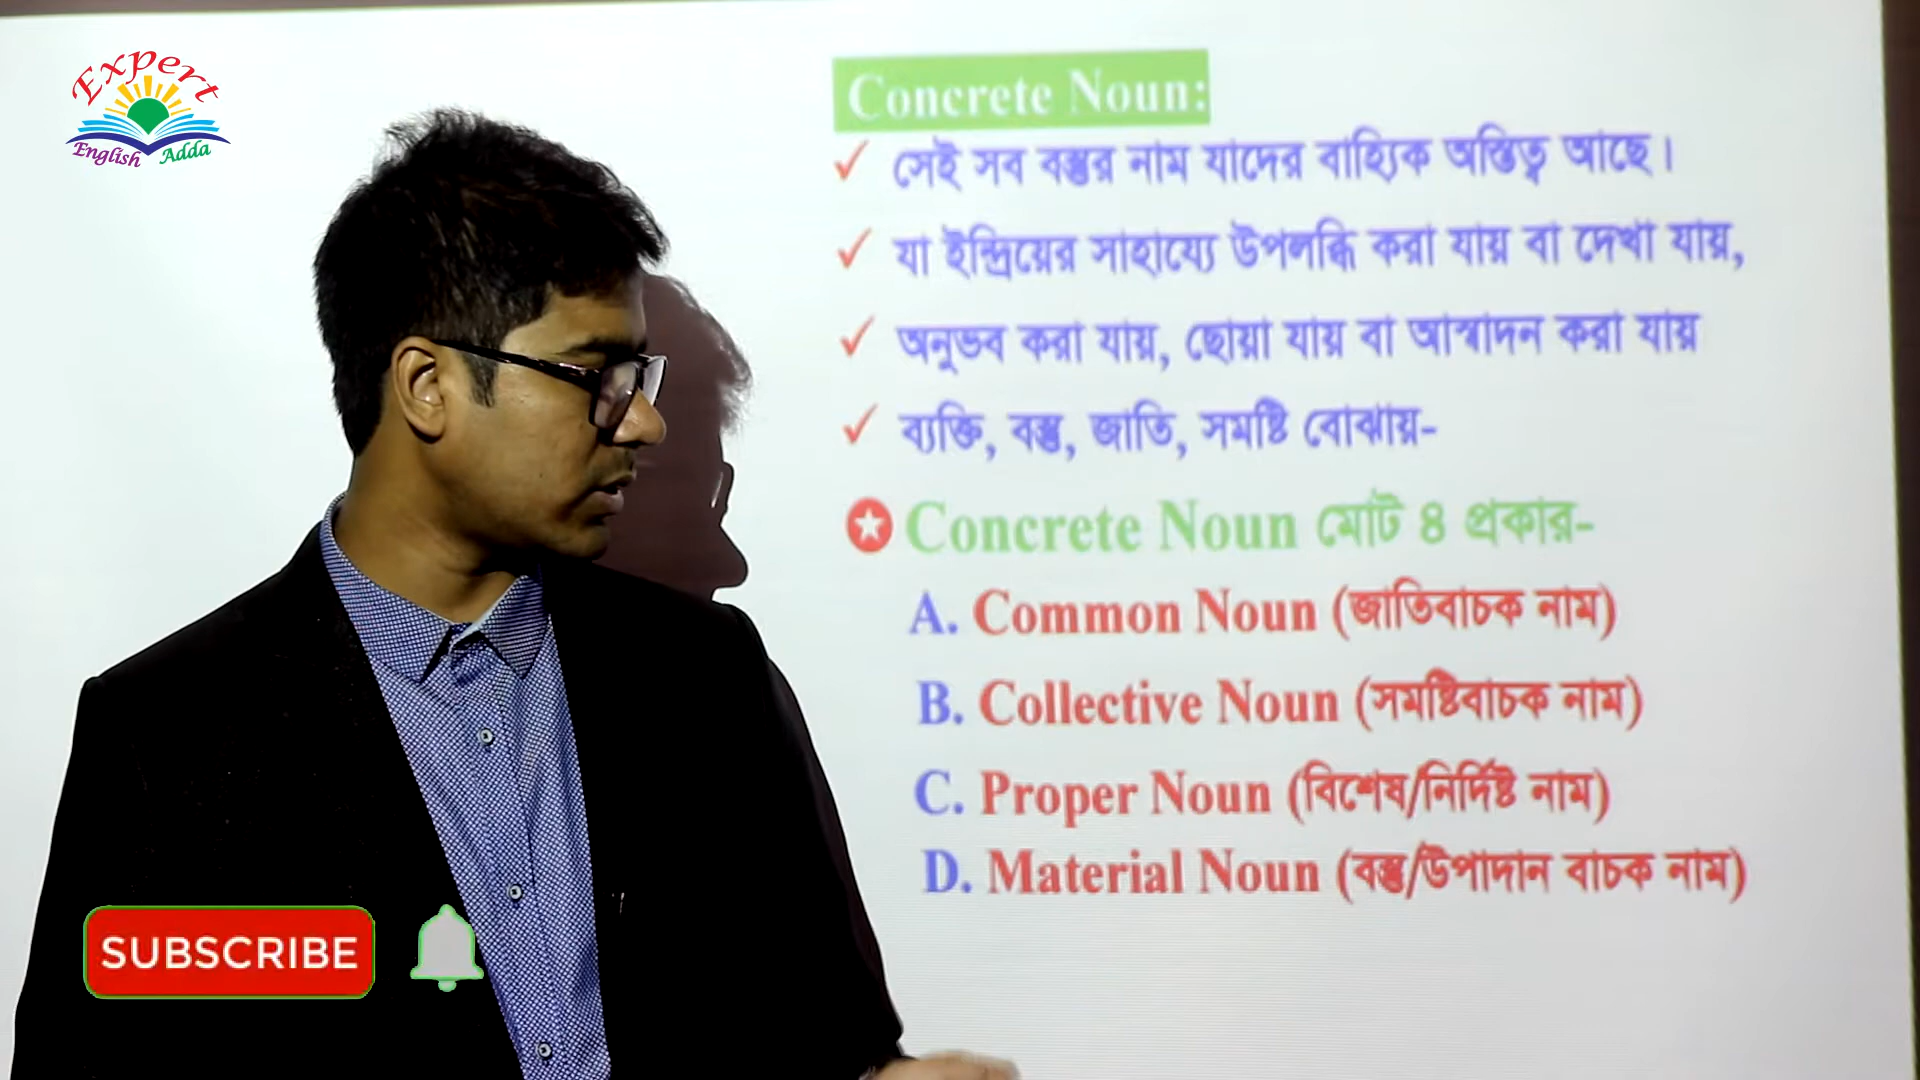 Expert
English Adda
Concrete Noun:
✓ সেই সব বস্তুর নাম যাদের বাহ্যিক অস্তিত্ব আছে।
✓ যা ইন্দ্রিয়ের সাহায্যে উপলব্ধি করা যায় বা দেখা যায়,
✓ অনুভব করা যায়, ছোয়া যায় বা আস্বাদন করা যায়
✓ ব্যক্তি, বস্তু, জাতি, সমষ্টি বোঝায়-
Concrete Noun মোট ৪ প্রকার-
A. Common Noun (জাতিবাচক নাম)
B. Collective Noun (সমষ্টিবাচক নাম)
C. Proper Noun (বিশেষ/নির্দিষ্ট নাম)
D. Material Noun (বস্তু/উপাদান বাচক নাম)
SUBSCRIBE